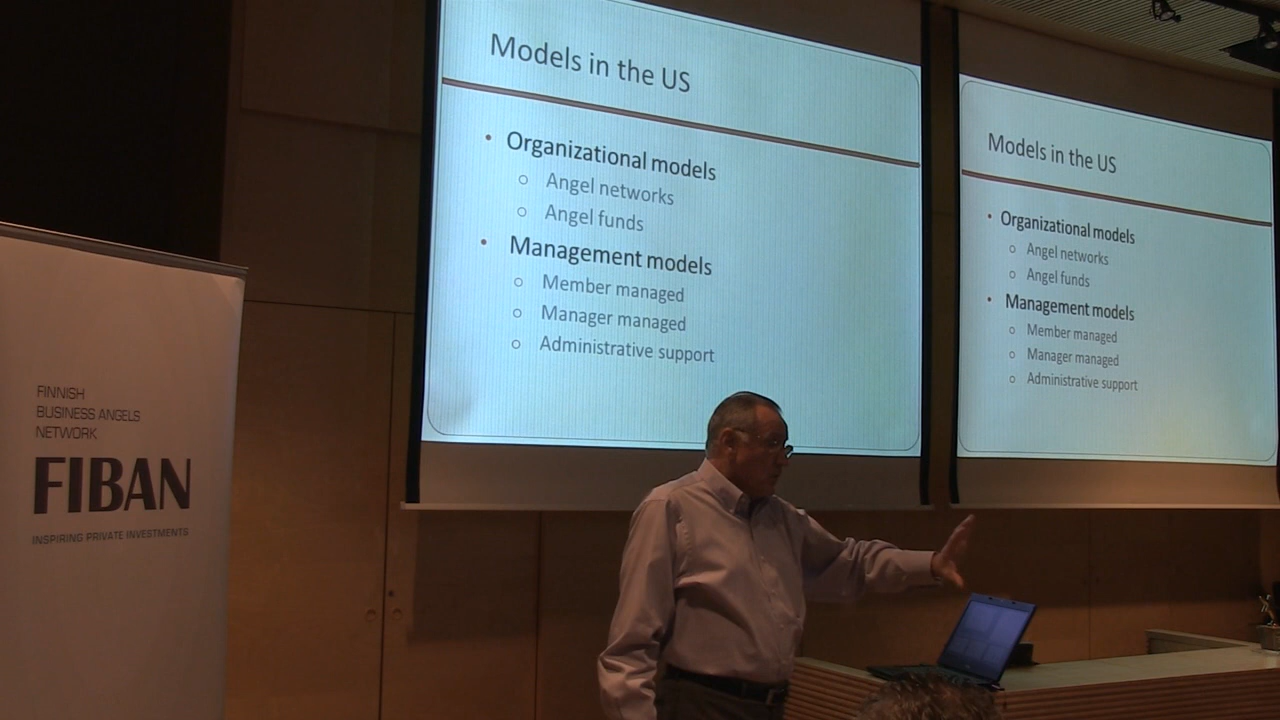 FINNISH
BUSINESS ANGELS
NETWORK
FIBAN
INSPIRING PRIVATE INVESTMENTS
Models in the US
• Organizational models
○ Angel networks
○ Angel funds
• Management models
○ Member managed
○ Manager managed
○ Administrative support
Models in the US
• Organizational models
○ Angel networks
○ Angel funds
• Management models
○ Member managed
○ Manager managed
○ Administrative support